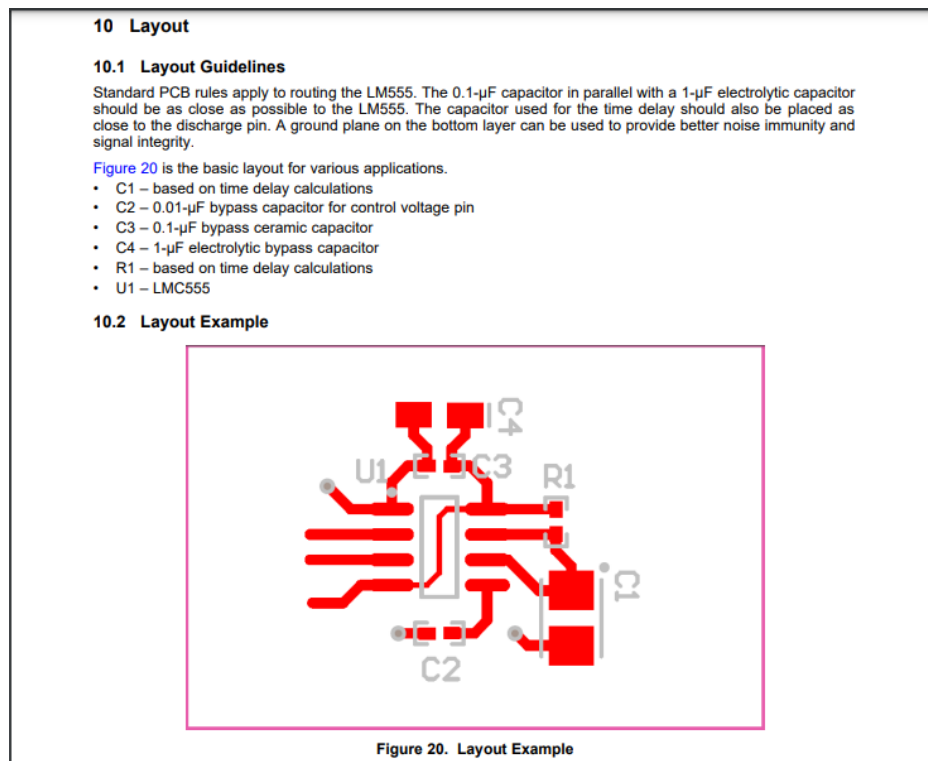 10 Layout
10.1 Layout Guidelines
Standard PCB rules apply to routing the LM555. The 0.1-µF capacitor in parallel with a 1-µF electrolytic capacitor
should be as close as possible to the LM555. The capacitor used for the time delay should also be placed as
close to the discharge pin. A ground plane on the bottom layer can be used to provide better noise immunity and
signal integrity.
Figure 20 is the basic layout for various applications.
• C1 – based on time delay calculations
• C2 – 0.01-µF bypass capacitor for control voltage pin
• C3 – 0.1-µF bypass ceramic capacitor
• C4 – 1-µF electrolytic bypass capacitor
• R1 – based on time delay calculations
• U1 – LMC555
10.2 Layout Example
C4
U1
C3
R1
C1
C2
Figure 20. Layout Example